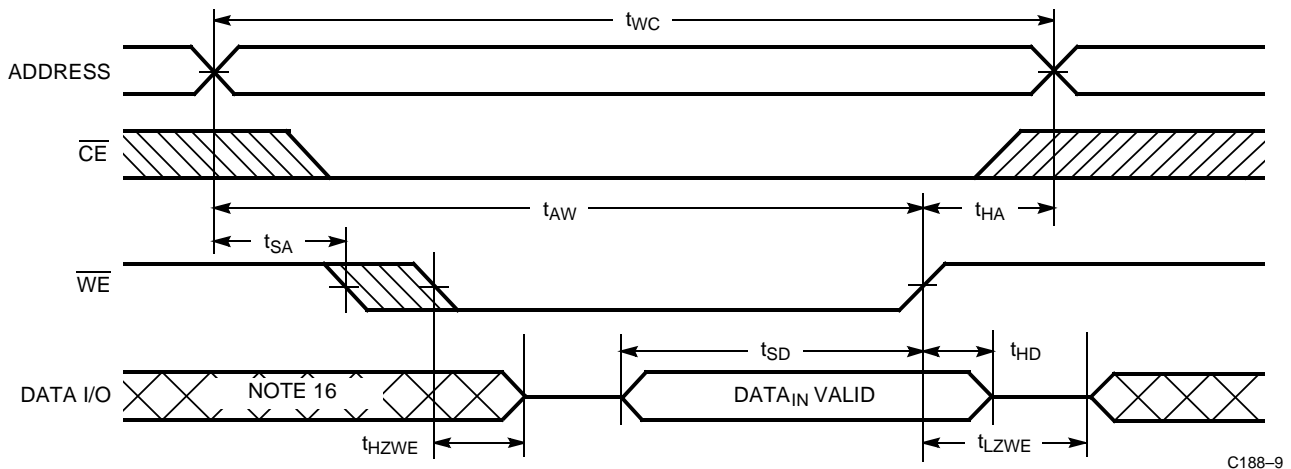 tWC
ADDRESS
CE
tAW
tHA
tSA
WE
tSD
tHD
DATA I/O
NOTE 16
DATAIN VALID
tHZWE
tLZWE
C188–9